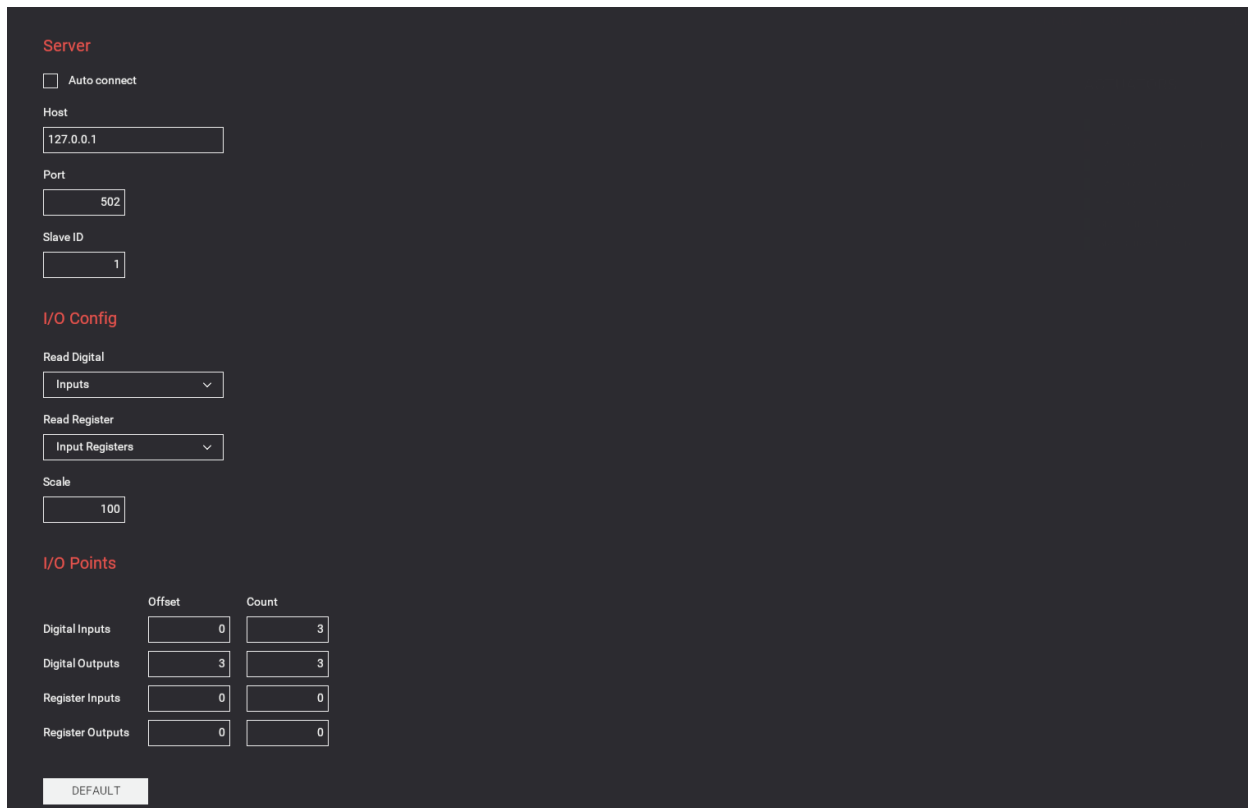 Server
Auto connect
Host
127.0.0.1
Port
502
Slave ID
1
I/O Config
Read Digital
Inputs
Read Register
Input Registers
Scale
100
I/O Points
Offset Count
Digital Inputs 0 3
Digital Outputs 3 3
Register Inputs 0 0
Register Outputs 0 0
DEFAULT